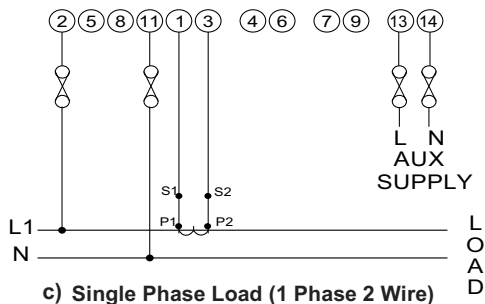 2 5 8 11 1 3 4 6 7 9 13 14
L N
AUX
SUPPLY
S1 S2
P1 P2
L1
N
L
O
A
D
c) Single Phase Load (1 Phase 2 Wire)